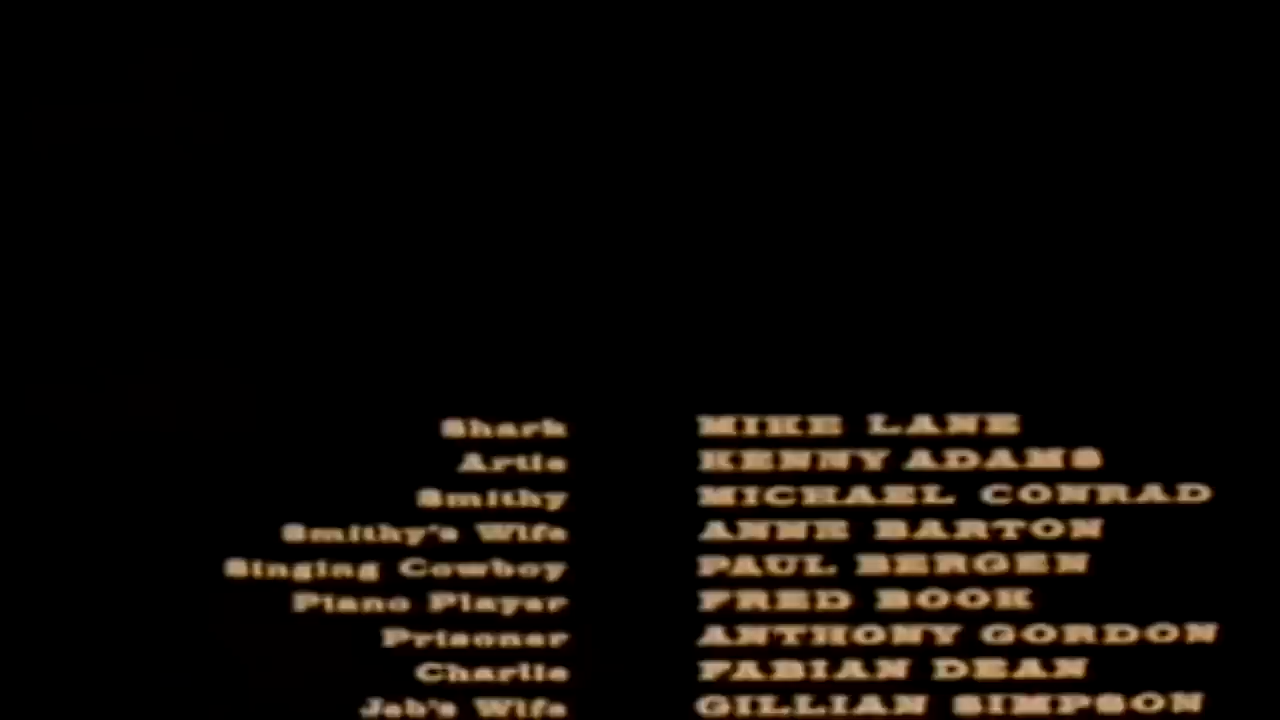 Shark MIKE LANE
Artie KENNY ADAMS
Smithy MICHAEL CONRAD
Smithy's Wife ANNE BARTON
Singing Cowboy PAUL BERGEN
Piano Player FRED BOOK
Prisoner ANTHONY GORDON
Charlie FABIAN DEAN
Jeb's Wife GILLIAN SIMPSON